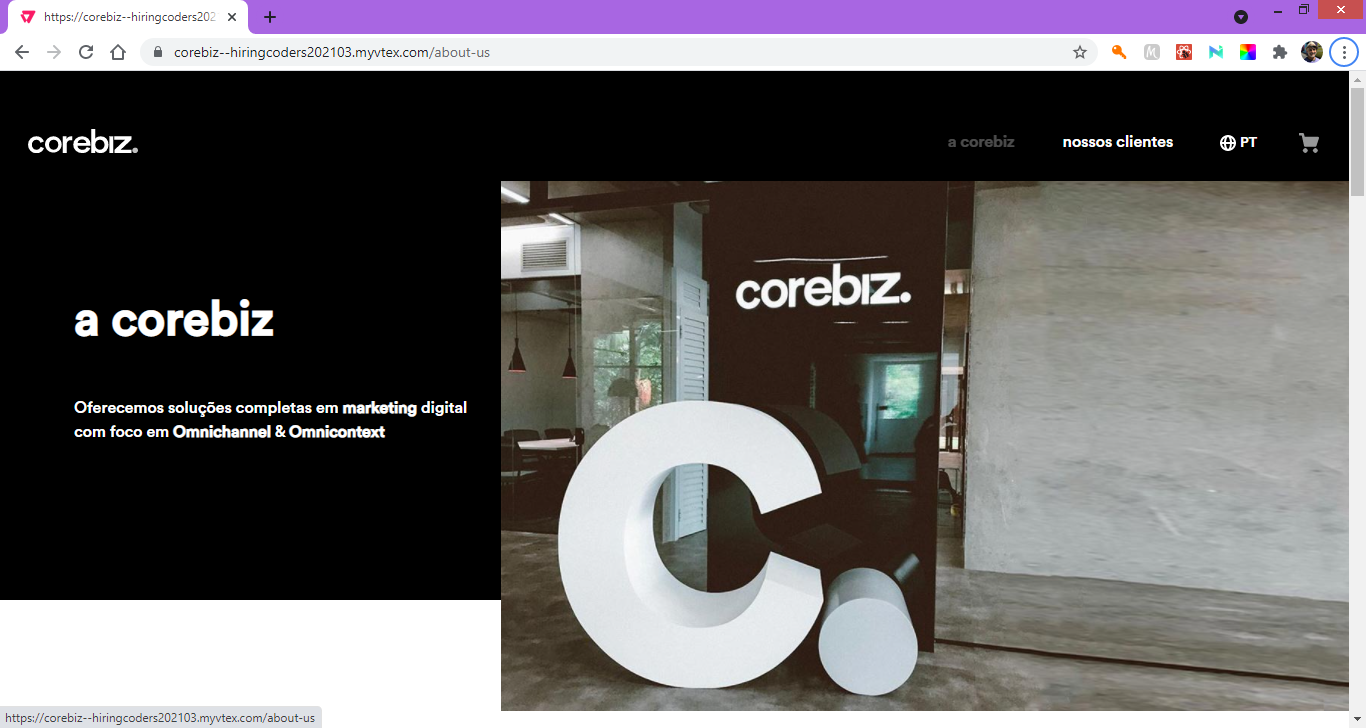 https://corebiz--hiringcoders202
corebiz--hiringcoders202103.myvtex.com/about-us
corebiz.
a corebiz
nossos clientes
PT
corebiz.
a corebiz
Oferecemos soluções completas em marketing digital
com foco em Omnichannel & Omnicontext
C.
https://corebiz--hiringcoders202103.myvtex.com/about-us